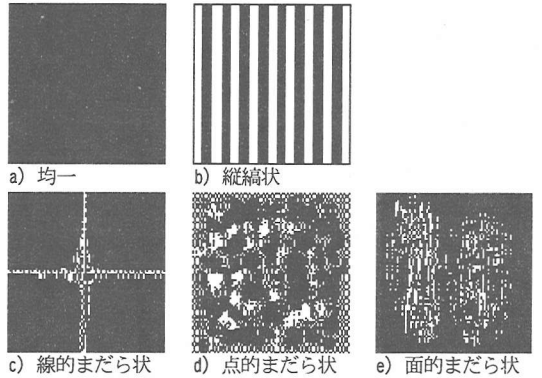 a) 均一
b) 縦縞状
c) 線的まだら状
d) 点的まだら状
e) 面的まだら状